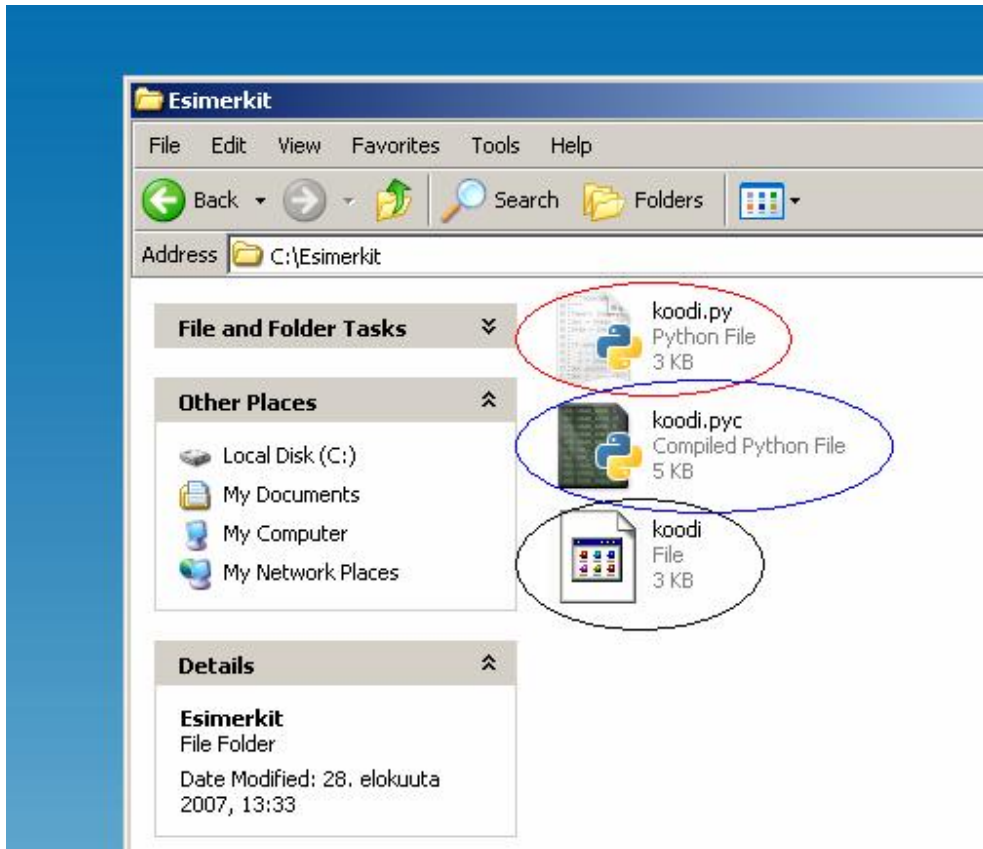 Esimerkit
File Edit View Favorites Tools Help
Back Search Folders
Address C:\Esimerkit
File and Folder Tasks
Other Places
Local Disk (C:)
My Documents
My Computer
My Network Places
Details
Esimerkit
File Folder
Date Modified: 28. elokuuta
2007, 13:33
koodi.py
Python File
3 KB
koodi.pyc
Compiled Python File
5 KB
koodi
File
3 KB